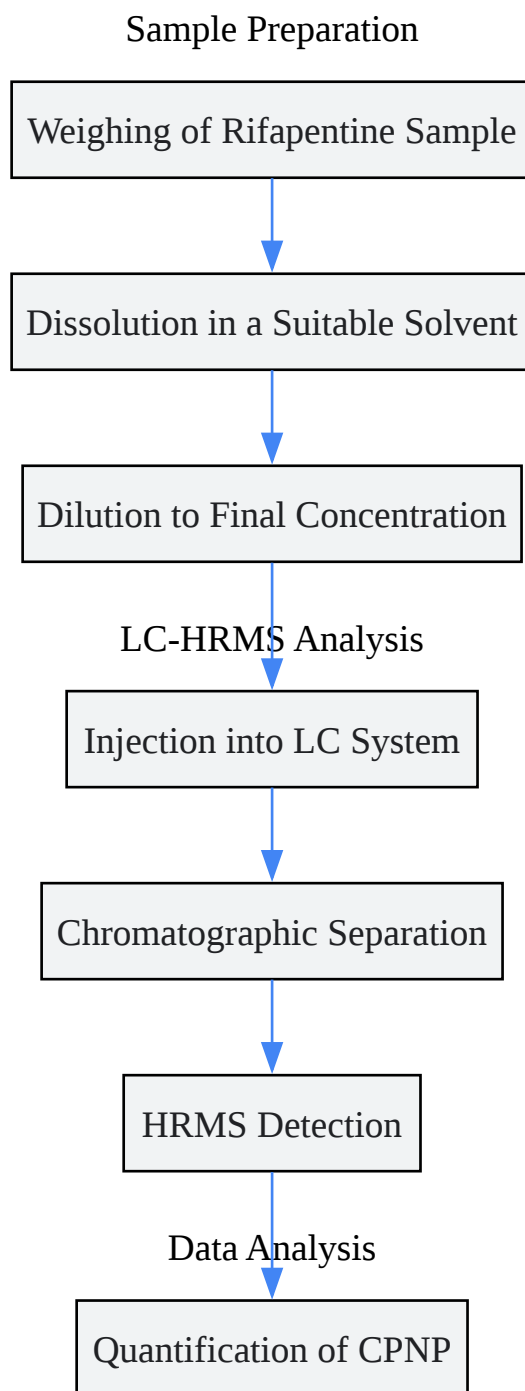 Sample Preparation
Weighing of Rifapentine Sample
Dissolution in a Suitable Solvent
Dilution to Final Concentration
LC-HRMS Analysis
Injection into LC System
Chromatographic Separation
HRMS Detection
Data Analysis
Quantification of CPNP